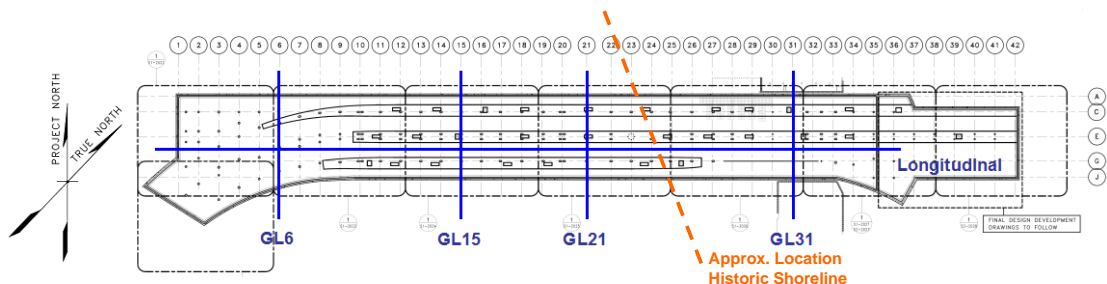 1 2 3 4 5 6 7 8 9 10 11 12 13 14 15 18 19 20 21 22 23 24 25 26 27 28 29 30 31 32 33 34 35 36 37 38 39 40 41 42
PROJECT NORTH
TRUE NORTH
A
C
E
G
J
Longitudinal
FINAL DESIGN DEVELOPMENT
DRAWINGS TO FOLLOW
GL6
GL15
GL21
GL31
Approx. Location
Historic Shoreline